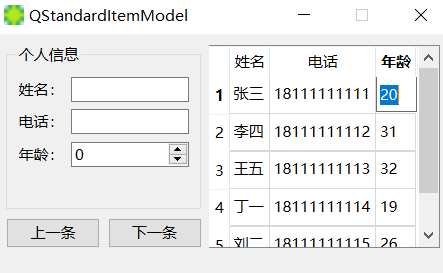 QStandardItemModel
个人信息
姓名：
电话：
年龄： 0
上一条 下一条
姓名 电话 年龄
1 张三 18111111111 20
2 李四 18111111112 31
3 王五 18111111113 32
4 丁一 18111111114 19
5 刘二 18111111115 26